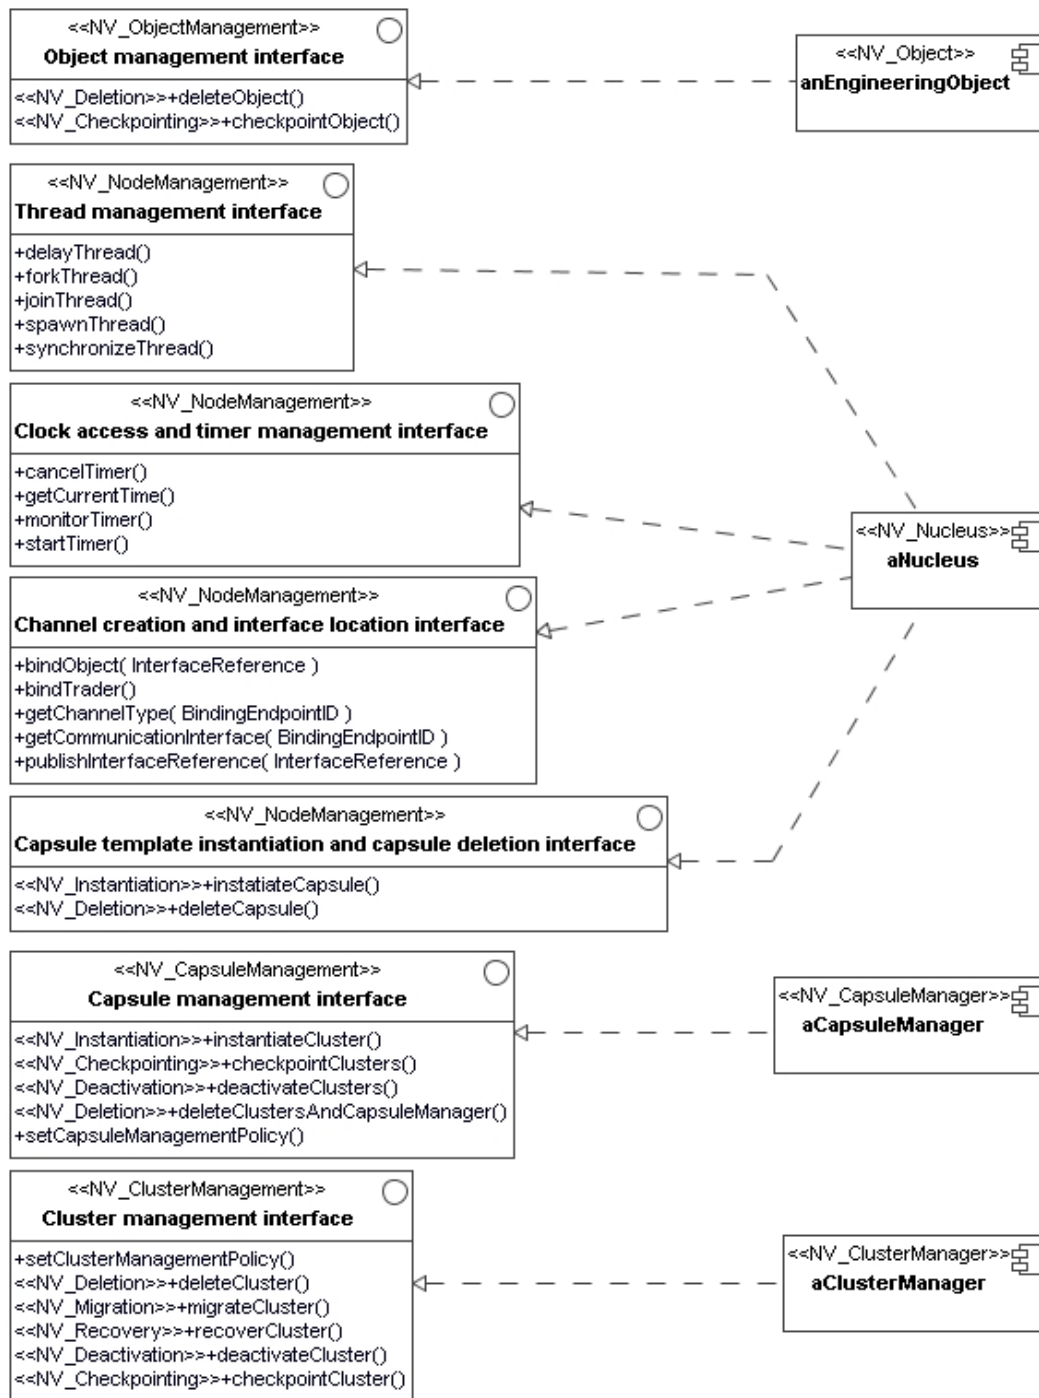 <<NV_ObjectManagement>>
Object management interface
<<NV_Deletion>>+deleteObject()
<<NV_Checkpointing>>+checkpointObject()
<<NV_Object>>
anEngineeringObject
<<NV_NodeManagement>>
Thread management interface
+delayThread()
+forkThread()
+joinThread()
+spawnThread()
+synchronizeThread()
<<NV_NodeManagement>>
Clock access and timer management interface
+cancelTimer()
+getCurrentTime()
+monitorTimer()
+startTimer()
<<NV_Nucleus>>
aNucleus
<<NV_NodeManagement>>
Channel creation and interface location interface
+bindObject( InterfaceReference )
+bindTrader()
+getChannelType( BindingEndpointID )
+getCommunicationInterface( BindingEndpointID )
+publishInterfaceReference( InterfaceReference )
<<NV_NodeManagement>>
Capsule template instantiation and capsule deletion interface
<<NV_Instantiation>>+instatiateCapsule()
<<NV_Deletion>>+deleteCapsule()
<<NV_CapsuleManagement>>
Capsule management interface
<<NV_Instantiation>>+instantiateCluster()
<<NV_Checkpointing>>+checkpointClusters()
<<NV_Deactivation>>+deactivateClusters()
<<NV_Deletion>>+deleteClustersAndCapsuleManager()
+setCapsuleManagementPolicy()
<<NV_CapsuleManager>>
aCapsuleManager
<<NV_ClusterManagement>>
Cluster management interface
+setClusterManagementPolicy()
<<NV_Deletion>>+deleteCluster()
<<NV_Migration>>+migrateCluster()
<<NV_Recovery>>+recoverCluster()
<<NV_Deactivation>>+deactivateCluster()
<<NV_Checkpointing>>+checkpointCluster()
<<NV_ClusterManager>>
aClusterManager